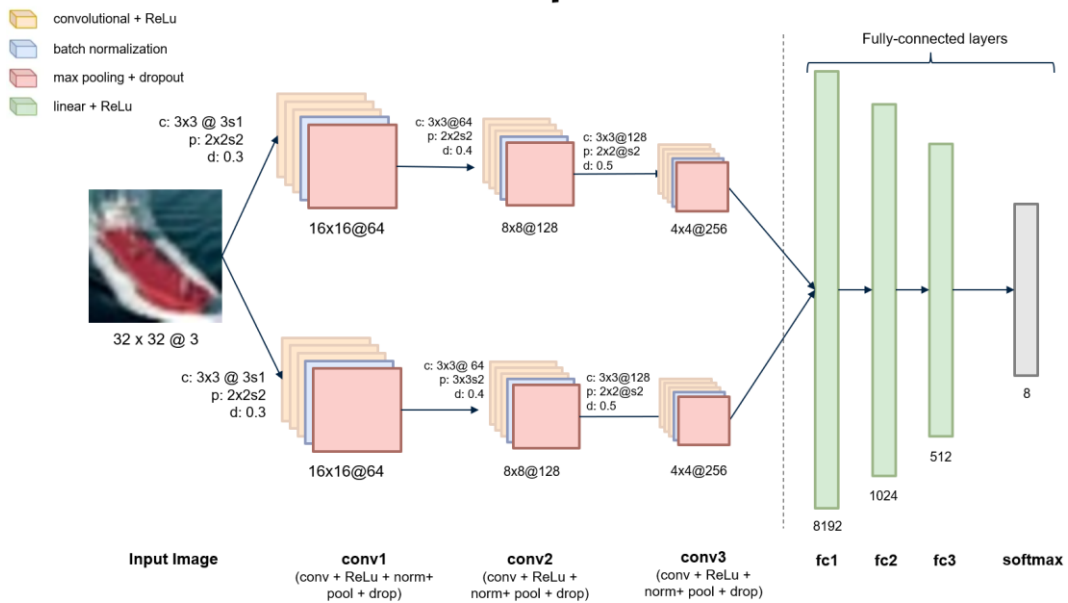 convolutional + ReLu
batch normalization
max pooling + dropout
linear + ReLu
Fully-connected layers
c: 3x3 @ 3s1
p: 2x2s2
d: 0.3
c: 3x3@64
p: 2x2s2
d: 0.4
c: 3x3@128
p: 2x2@s2
d: 0.5
16x16@64
8x8@128
4x4@256
32 x 32 @ 3
c: 3x3 @ 3s1
p: 2x2s2
d: 0.3
c: 3x3@ 64
p: 3x3s2
d: 0.4
c: 3x3@128
p: 2x2@s2
d: 0.5
16x16@64
8x8@128
4x4@256
8192
1024
512
8
Input Image
conv1
(conv + ReLu + norm+
pool + drop)
conv2
(conv + ReLu +
norm+ pool + drop)
conv3
(conv + ReLu +
norm+ pool + drop)
fc1
fc2
fc3
softmax